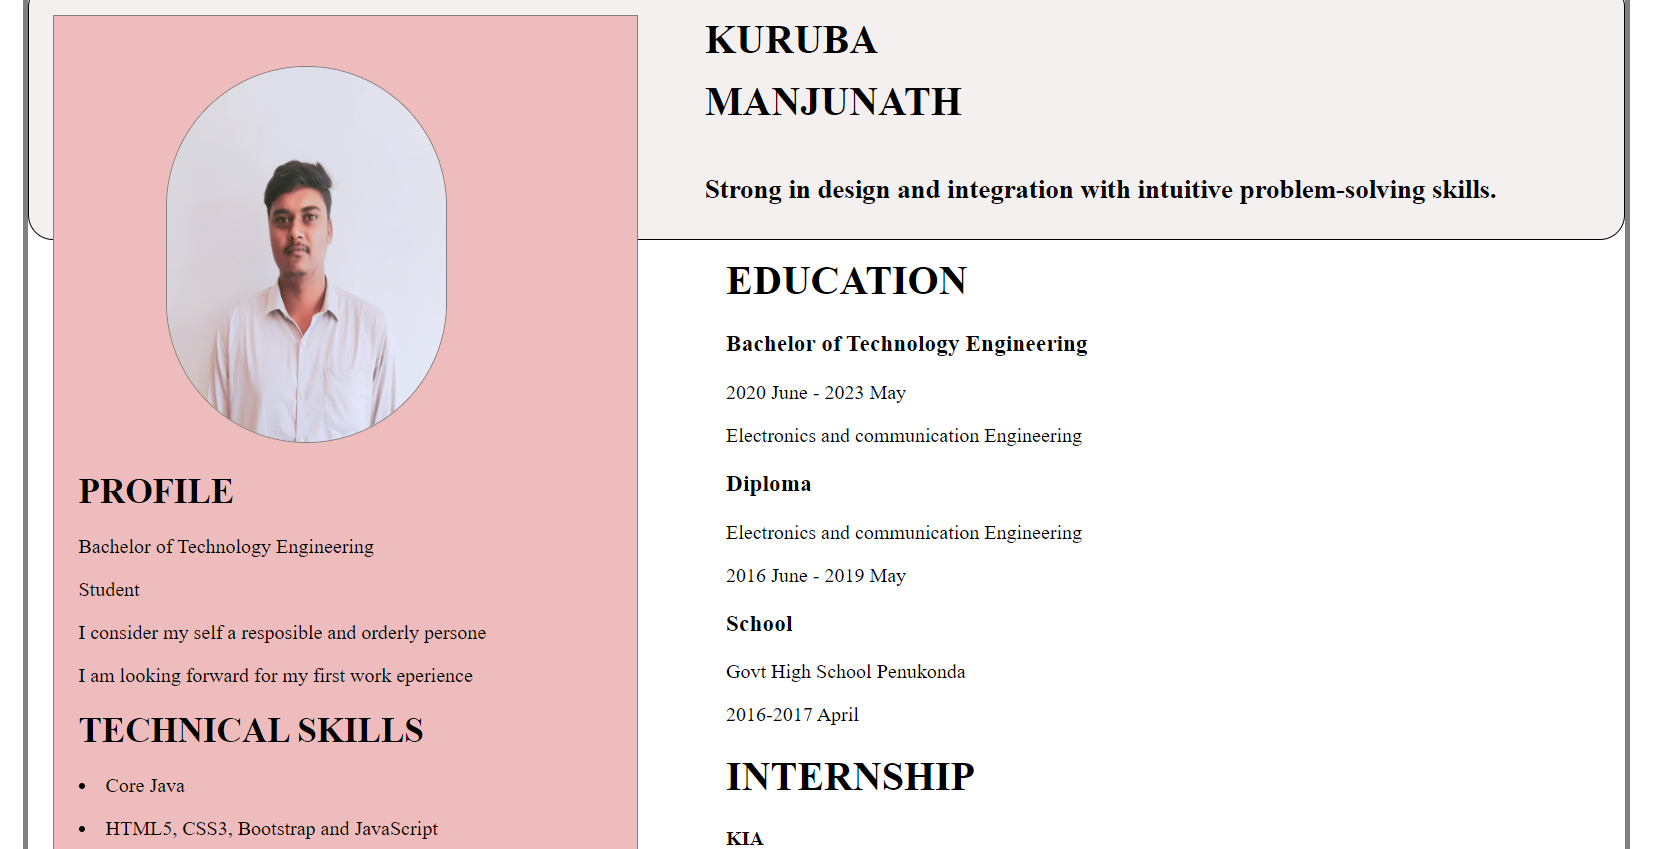 KURUBA
MANJUNATH
Strong in design and integration with intuitive problem-solving skills.
PROFILE
Bachelor of Technology Engineering
Student
I consider my self a resposible and orderly persone
I am looking forward for my first work eperience
TECHNICAL SKILLS
• Core Java
• HTML5, CSS3, Bootstrap and JavaScript
EDUCATION
Bachelor of Technology Engineering
2020 June - 2023 May
Electronics and communication Engineering
Diploma
Electronics and communication Engineering
2016 June - 2019 May
School
Govt High School Penukonda
2016-2017 April
INTERNSHIP
KIA